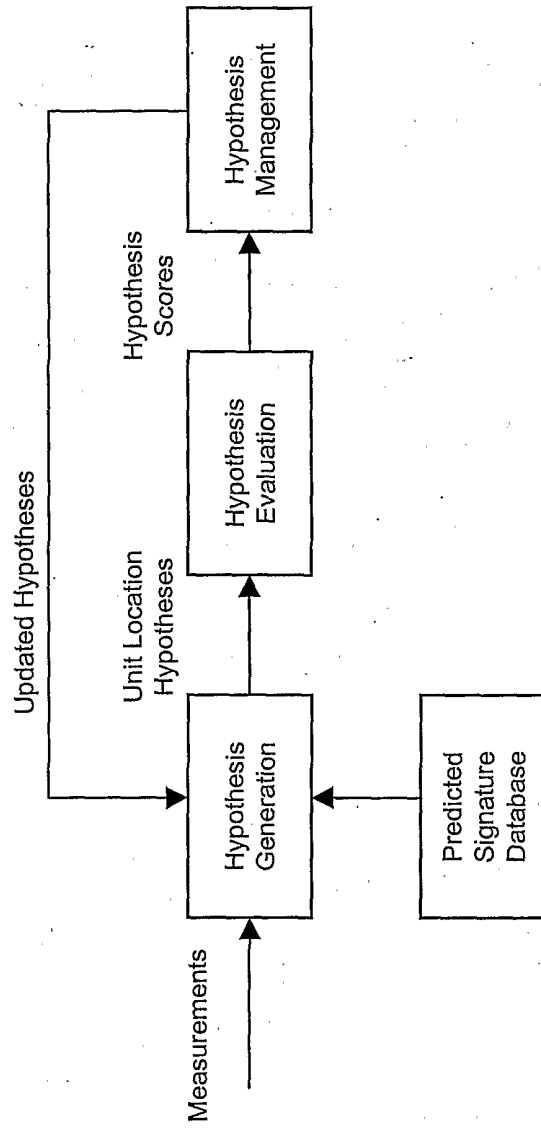 Updated Hypotheses
Measurements
Hypothesis
Generation
Unit Location
Hypotheses
Hypothesis
Evaluation
Hypothesis
Scores
Hypothesis
Management
Predicted
Signature
Database